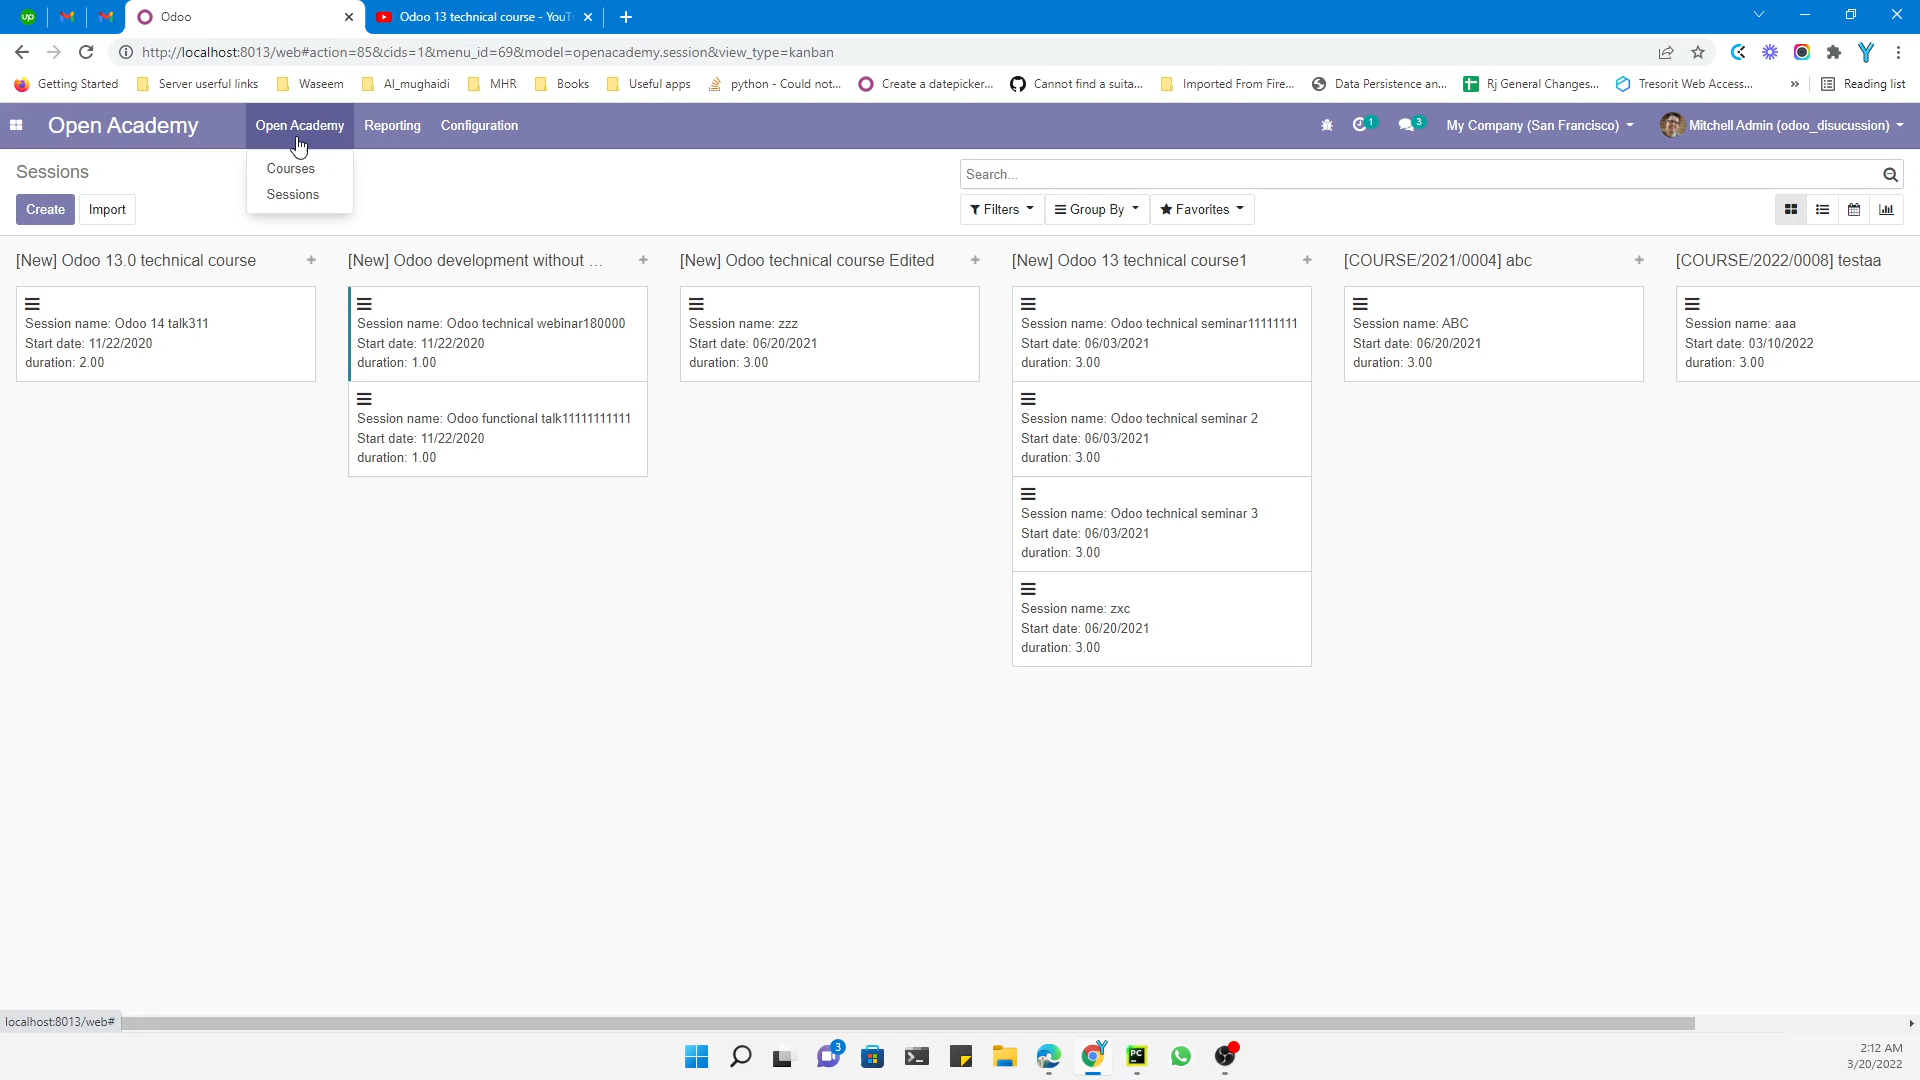 up
Odoo
Odoo 13 technical course - YouT
http://localhost:8013/web#action=85&cids=1&menu_id=69&model=openacademy.session&view_type=kanban
Getting Started
Server userful links
Waseem
Al_mughaidi
MHR
Books
Useful apps
python - Could not...
Create a datepicker...
Cannot find a suita...
Imported From Fire...
Data Persistence an...
Rj General Changes...
Tresorit Web Access...
»
Reading list
Open Academy
Open Academy
Reporting
Configuration
1
3
My Company (San Francisco)
Mitchell Admin (odoo_disucussion)
Courses
Sessions
Sessions
Search...
Create
Import
Filters
Group By
Favorites
[New] Odoo 13.0 technical course
Session name: Odoo 14 talk311
Start date: 11/22/2020
duration: 2.00
[New] Odoo development without ...
Session name: Odoo technical webinar180000
Start date: 11/22/2020
duration: 1.00
Session name: Odoo functional talk11111111111
Start date: 11/22/2020
duration: 1.00
[New] Odoo technical course Edited
Session name: zzz
Start date: 06/20/2021
duration: 3.00
[New] Odoo 13 technical course1
Session name: Odoo technical seminar11111111
Start date: 06/03/2021
duration: 3.00
Session name: Odoo technical seminar 2
Start date: 06/03/2021
duration: 3.00
Session name: Odoo technical seminar 3
Start date: 06/03/2021
duration: 3.00
Session name: zxc
Start date: 06/20/2021
duration: 3.00
[COURSE/2021/0004] abc
Session name: ABC
Start date: 06/20/2021
duration: 3.00
[COURSE/2022/0008] testaa
Session name: aaa
Start date: 03/10/2022
duration: 3.00
localhost:8013/web#
3
PC
2:12 AM
3/20/2022